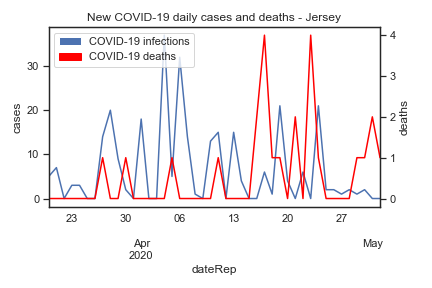 New COVID-19 daily cases and deaths - Jersey
COVID-19 infections
COVID-19 deaths
cases
30
20
10
0
deaths
4
3
2
1
0
23 30 06 13 20 27
Apr May
2020
dateRep